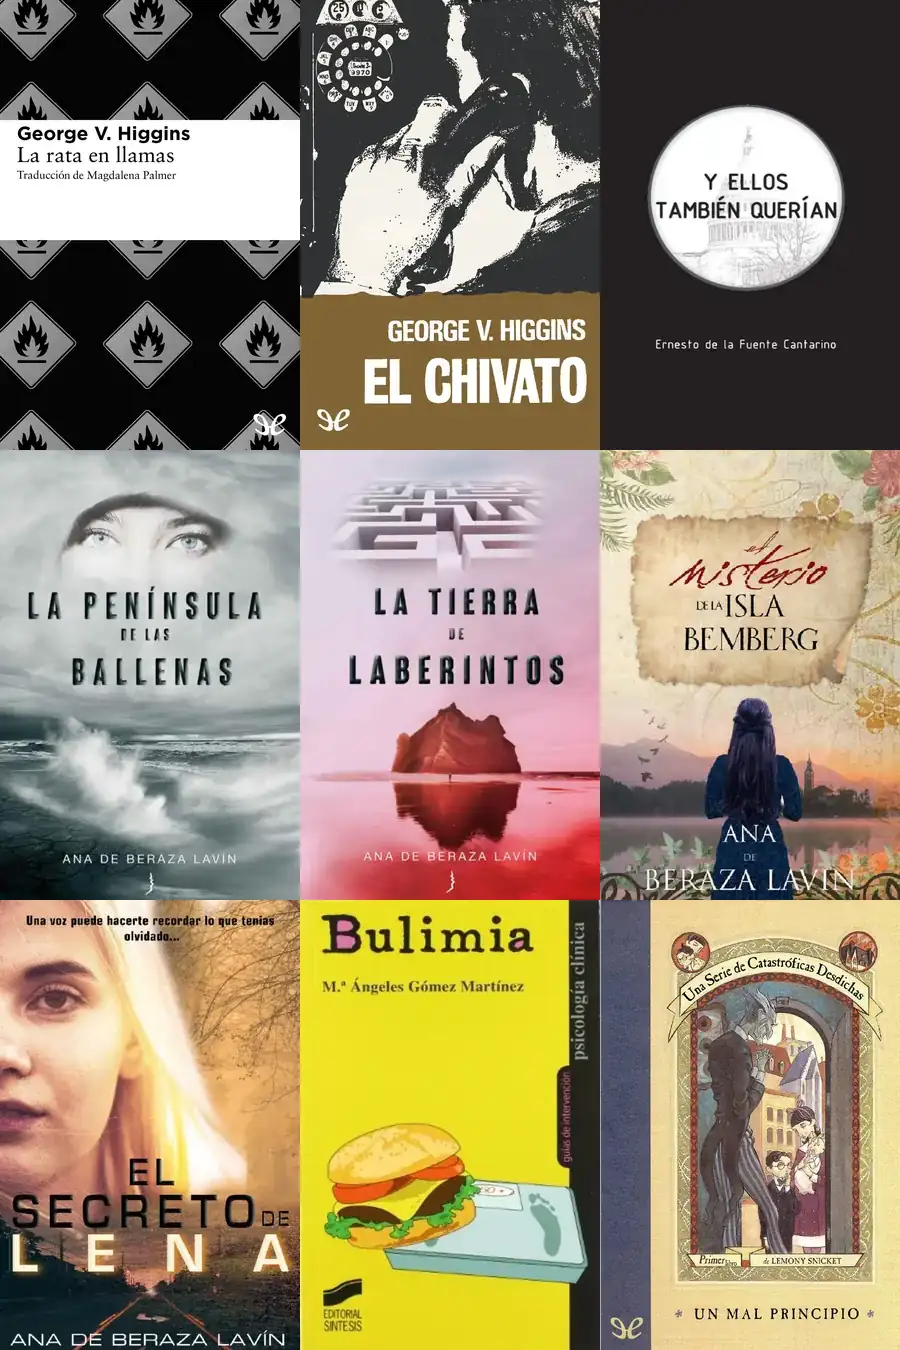 George V. Higgins
La rata en llamas
Traducción de Magdalena Palmer
GEORGE V. HIGGINS
EL CHIVATO
Y ELLOS
TAMBIÉN QUERÍAN
Ernesto de la Fuente Cantarino
LA PENÍNSULA
DE LAS
BALLENAS
ANA DE BERAZA LAVÍN
LA TIERRA
DE
LABERINTOS
ANA DE BERAZA LAVÍN
el
misterio
DE LA ISLA
BEMBERG
ANA
DE
BERAZA LAVÍN
Una voz puede hacerte recordar lo que tenías
olvidado...
EL
SECRETO DE
LENA
ANA DE BERAZA LAVÍN
Bulimia
M.ª Ángeles Gómez Martínez
psicología clínica
guías de intervención
EDITORIAL
SÍNTESIS
Una Serie de Catastróficas Desdichas
Primer libro de LEMONY SNICKET
* UN MAL PRINCIPIO *